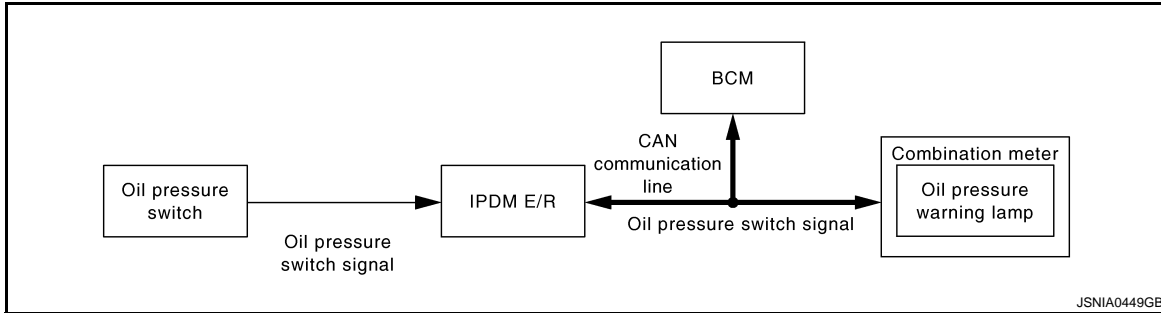 BCM
CAN
communication
line
Combination meter
Oil pressure
switch
IPDM E/R
Oil pressure
warning lamp
Oil pressure switch signal
Oil pressure
switch signal
JSNIA0449GB